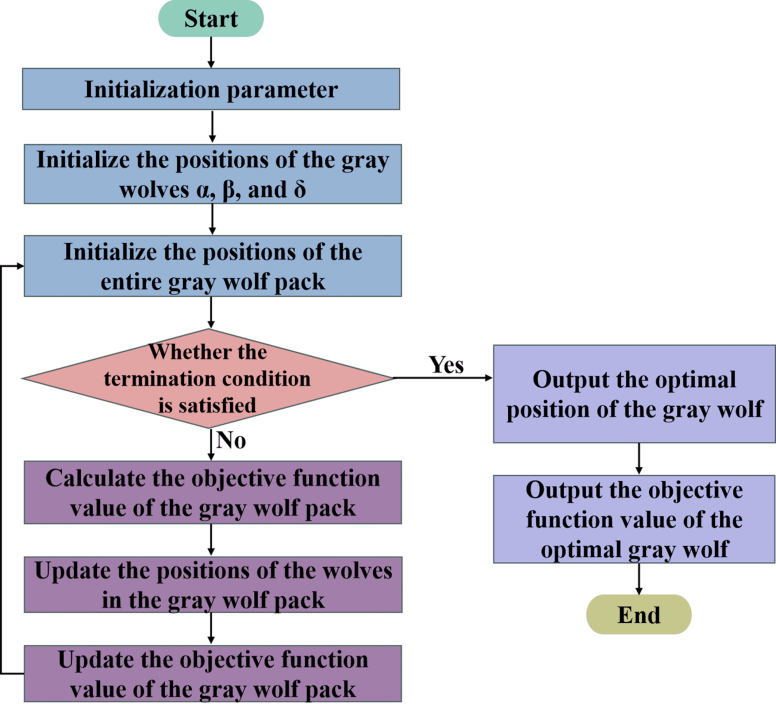 Start
Initialization parameter
Initialize the positions of the gray
wolves α, β, and δ
Initialize the positions of the
entire gray wolf pack
Whether the
termination condition
is satisfied
Yes
No
Calculate the objective function
value of the gray wolf pack
Update the positions of the wolves
in the gray wolf pack
Update the objective function
value of the gray wolf pack
Output the optimal
position of the gray wolf
Output the objective
function value of the
optimal gray wolf
End